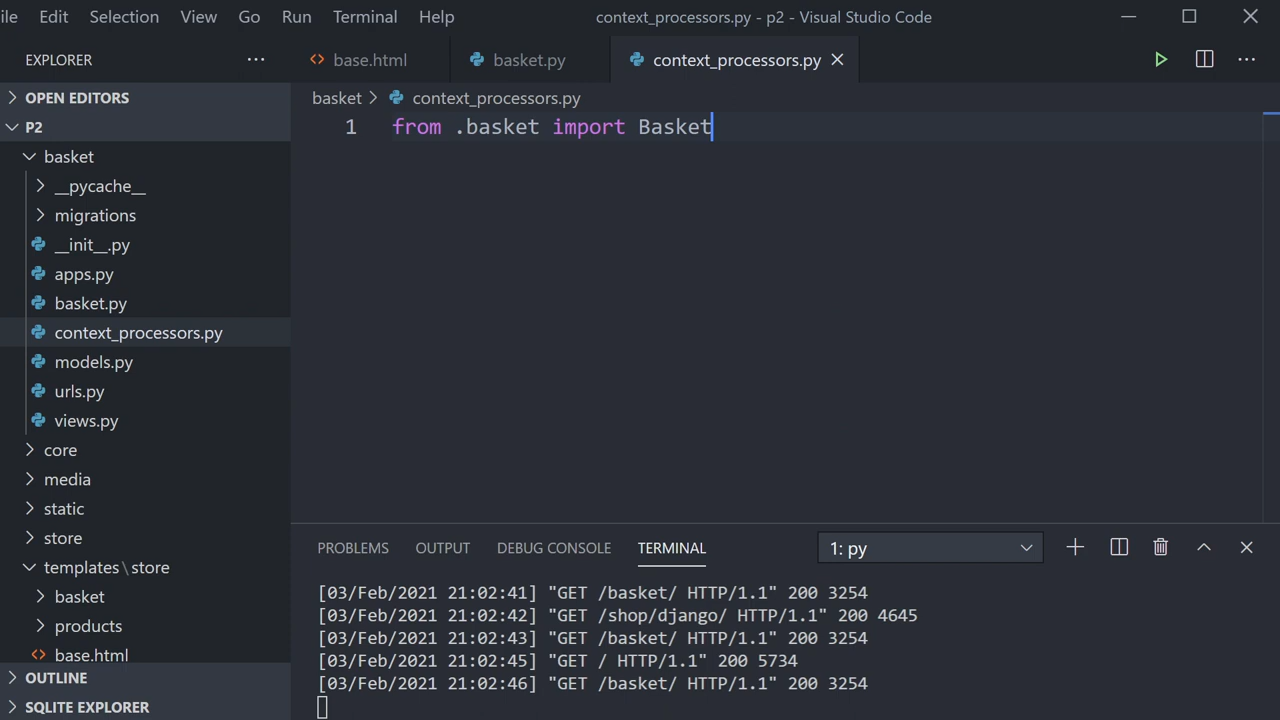 ile Edit Selection View Go Run Terminal Help context_processors.py - p2 - Visual Studio Code
EXPLORER
base.html basket.py context_processors.py
OPEN EDITORS
basket context_processors.py
P2
1 from .basket import Basket
basket
__pycache__
migrations
__init__.py
apps.py
basket.py
context_processors.py
models.py
urls.py
views.py
core
media
static
store
templates\store
basket
products
base.html
OUTLINE
SQLITE EXPLORER
PROBLEMS OUTPUT DEBUG CONSOLE TERMINAL 1: py
[03/Feb/2021 21:02:41] "GET /basket/ HTTP/1.1" 200 3254
[03/Feb/2021 21:02:42] "GET /shop/django/ HTTP/1.1" 200 4645
[03/Feb/2021 21:02:43] "GET /basket/ HTTP/1.1" 200 3254
[03/Feb/2021 21:02:45] "GET / HTTP/1.1" 200 5734
[03/Feb/2021 21:02:46] "GET /basket/ HTTP/1.1" 200 3254